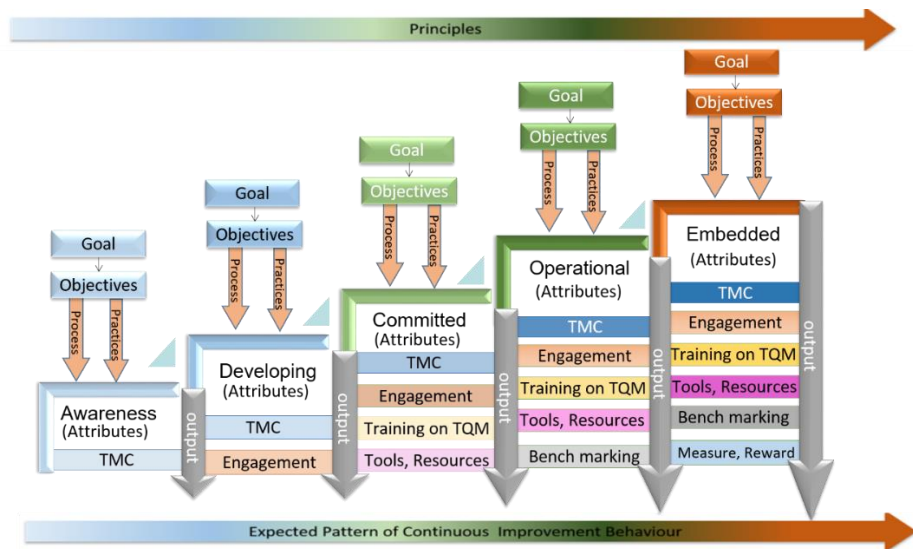 Principles
Goal
Objectives
Process
Practices
Awareness
(Attributes)
TMC
output
Goal
Objectives
Process
Practices
Developing
(Attributes)
TMC
Engagement
output
Goal
Objectives
Process
Practices
Committed
(Attributes)
TMC
Engagement
Training on TQM
Tools, Resources
output
Goal
Objectives
Process
Practices
Operational
(Attributes)
TMC
Engagement
Training on TQM
Tools, Resources
Bench marking
output
Goal
Objectives
Process
Practices
Embedded
(Attributes)
TMC
Engagement
Training on TQM
Tools, Resources
Bench marking
Measure, Reward
output
Expected Pattern of Continuous Improvement Behaviour